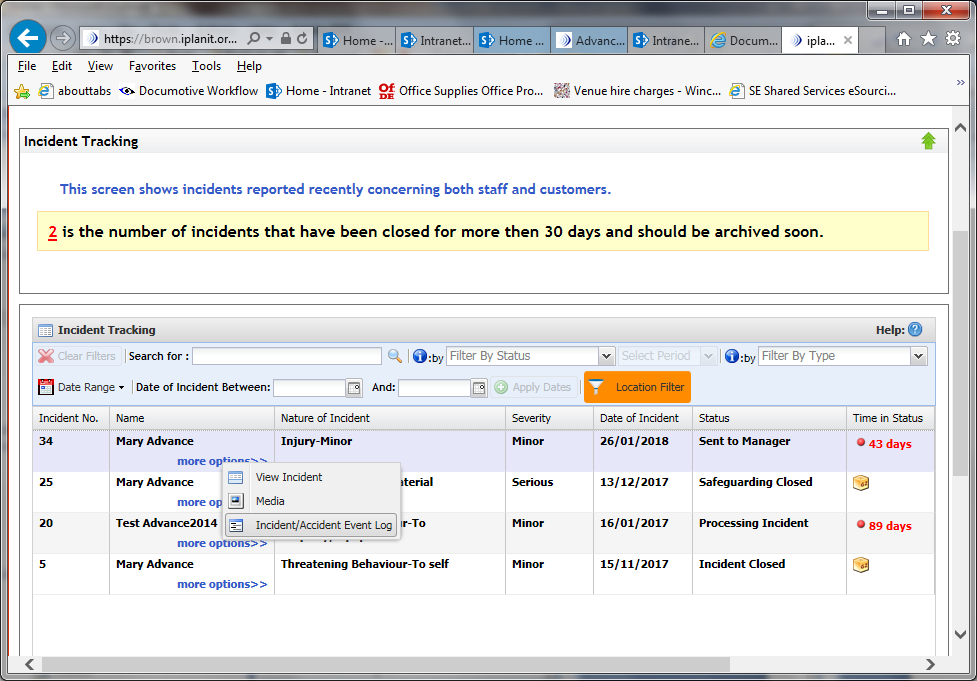 https://brown.iplanit.or...
Home -...
Intranet...
Home ...
Advanc...
Intrane...
Docum...
ipla...
File Edit View Favorites Tools Help
abouttabs
Documotive Workflow
Home - Intranet
Office Supplies Office Pro...
Venue hire charges - Winc...
SE Shared Services eSourci...
Incident Tracking
This screen shows incidents reported recently concerning both staff and customers.
2 is the number of incidents that have been closed for more then 30 days and should be archived soon.
Incident Tracking Help:
Clear Filters Search for : :by Filter By Status Select Period :by Filter By Type
Date Range Date of Incident Between: And: Apply Dates Location Filter
Incident No. Name Nature of Incident Severity Date of Incident Status Time in Status
34 Mary Advance Injury-Minor Minor 26/01/2018 Sent to Manager 43 days
more options>>
View Incident
Media
Incident/Accident Event Log
25 Mary Advance aterial Serious 13/12/2017 Safeguarding Closed
more op
20 Test Advance2014 ur-To Minor 16/01/2017 Processing Incident 89 days
more options>>
5 Mary Advance Threatening Behaviour-To self Minor 15/11/2017 Incident Closed
more options>>